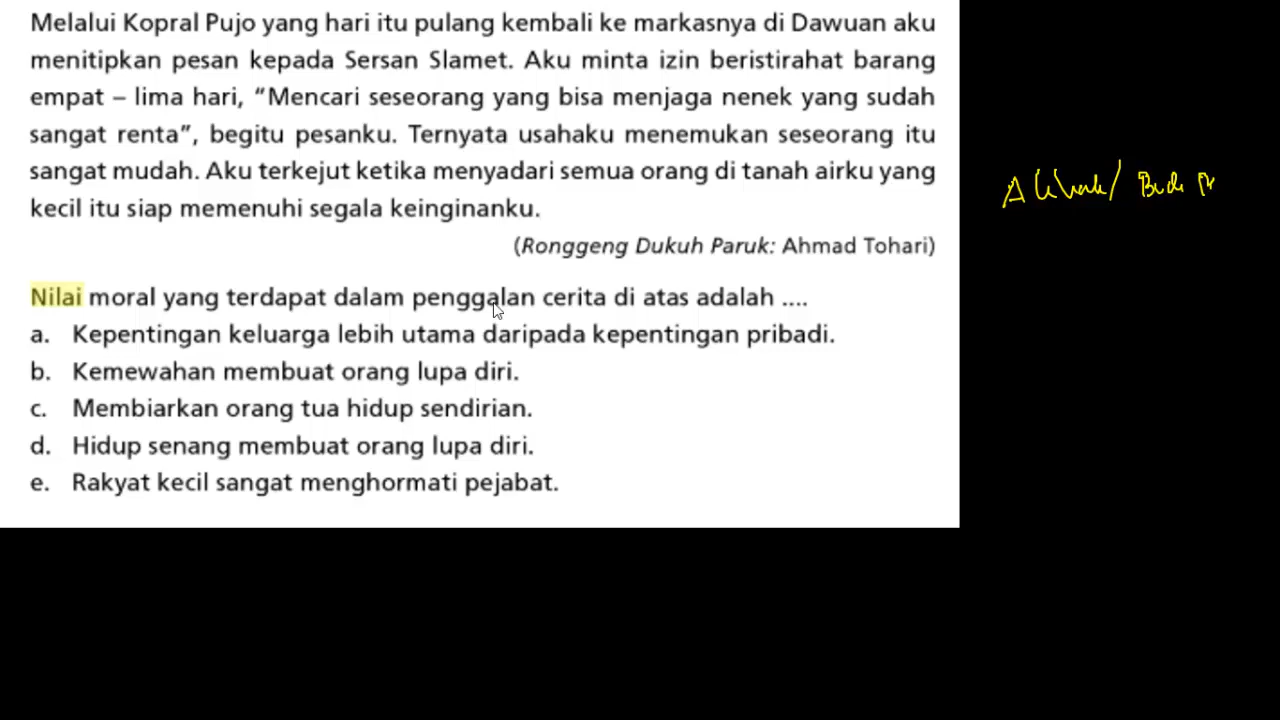 Melalui Kopral Pujo yang hari itu pulang kembali ke markasnya di Dawuan aku
menitipkan pesan kepada Sersan Slamet. Aku minta izin beristirahat barang
empat – lima hari, “Mencari seseorang yang bisa menjaga nenek yang sudah
sangat renta”, begitu pesanku. Ternyata usahaku menemukan seseorang itu
sangat mudah. Aku terkejut ketika menyadari semua orang di tanah airku yang
kecil itu siap memenuhi segala keinginanku.
(Ronggeng Dukuh Paruk: Ahmad Tohari)
Nilai moral yang terdapat dalam penggalan cerita di atas adalah ....
a. Kepentingan keluarga lebih utama daripada kepentingan pribadi.
b. Kemewahan membuat orang lupa diri.
c. Membiarkan orang tua hidup sendirian.
d. Hidup senang membuat orang lupa diri.
e. Rakyat kecil sangat menghormati pejabat.
Akhlak/ Budi